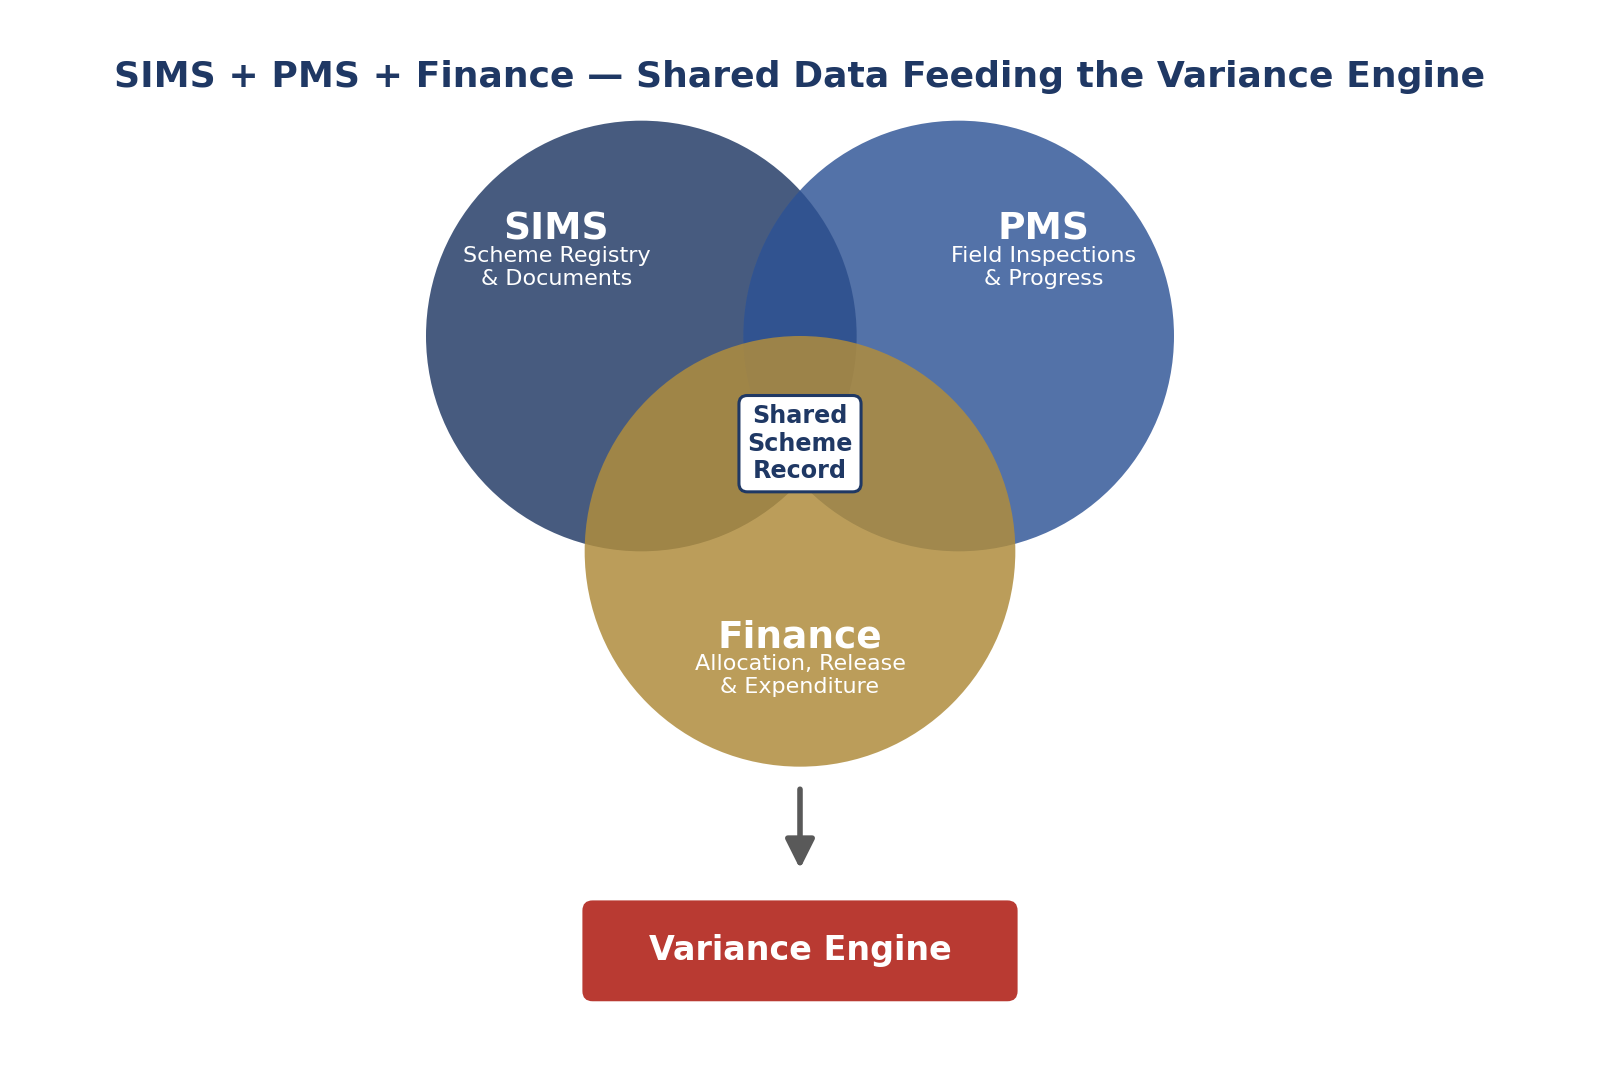 SIMS + PMS + Finance — Shared Data Feeding the Variance Engine
SIMS
Scheme Registry
& Documents
PMS
Field Inspections
& Progress
Shared
Scheme
Record
Finance
Allocation, Release
& Expenditure
Variance Engine